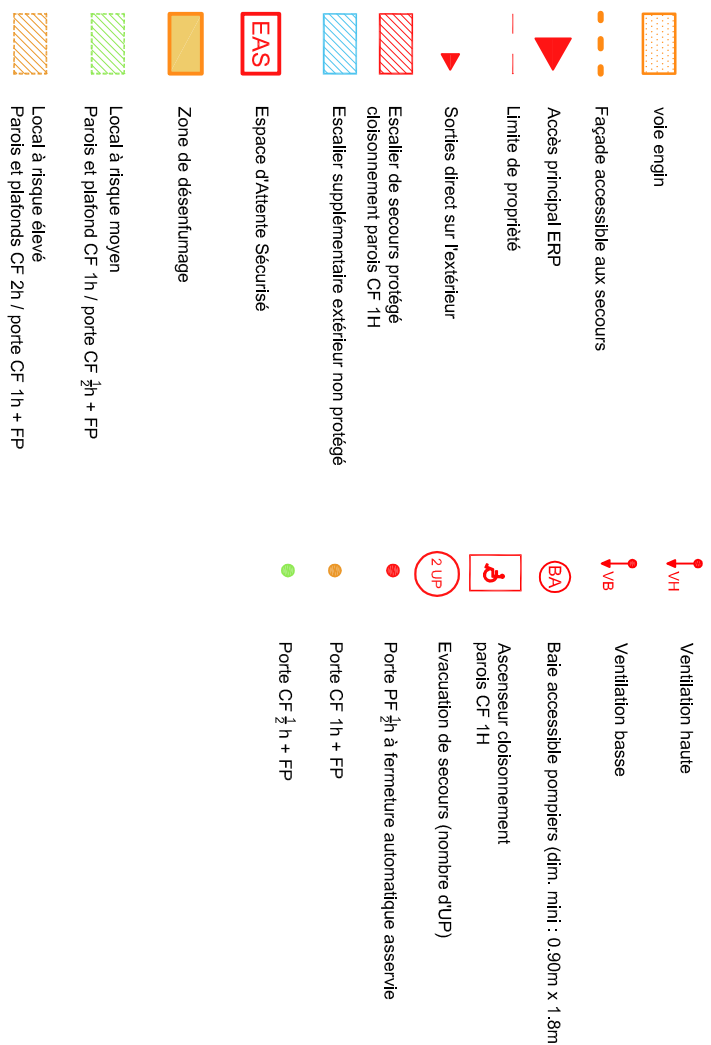 voie engin
Façade accessible aux secours
Accès principal ERP
Limite de propriètè
Sorties direct sur l'extérieur
Escalier de secours protégé
cloisonnement parois CF 1H
Escalier supplémentaire extérieur non protégé
EAS
Espace d'Attente Sécurisé
Zone de désenfumage
Local à risque moyen
Parois et plafond CF 1h / porte CF ½h + FP
Local à risque élevé
Parois et plafonds CF 2h / porte CF 1h + FP
VH
Ventilation haute
VB
Ventilation basse
BA
Baie accessible pompiers (dim. mini : 0.90m x 1.8m
Ascenseur cloisonnement
parois CF 1H
2 UP
Evacuation de secours (nombre d'UP)
Porte PF ½h à fermeture automatique asservie
Porte CF 1h + FP
Porte CF ½ h + FP